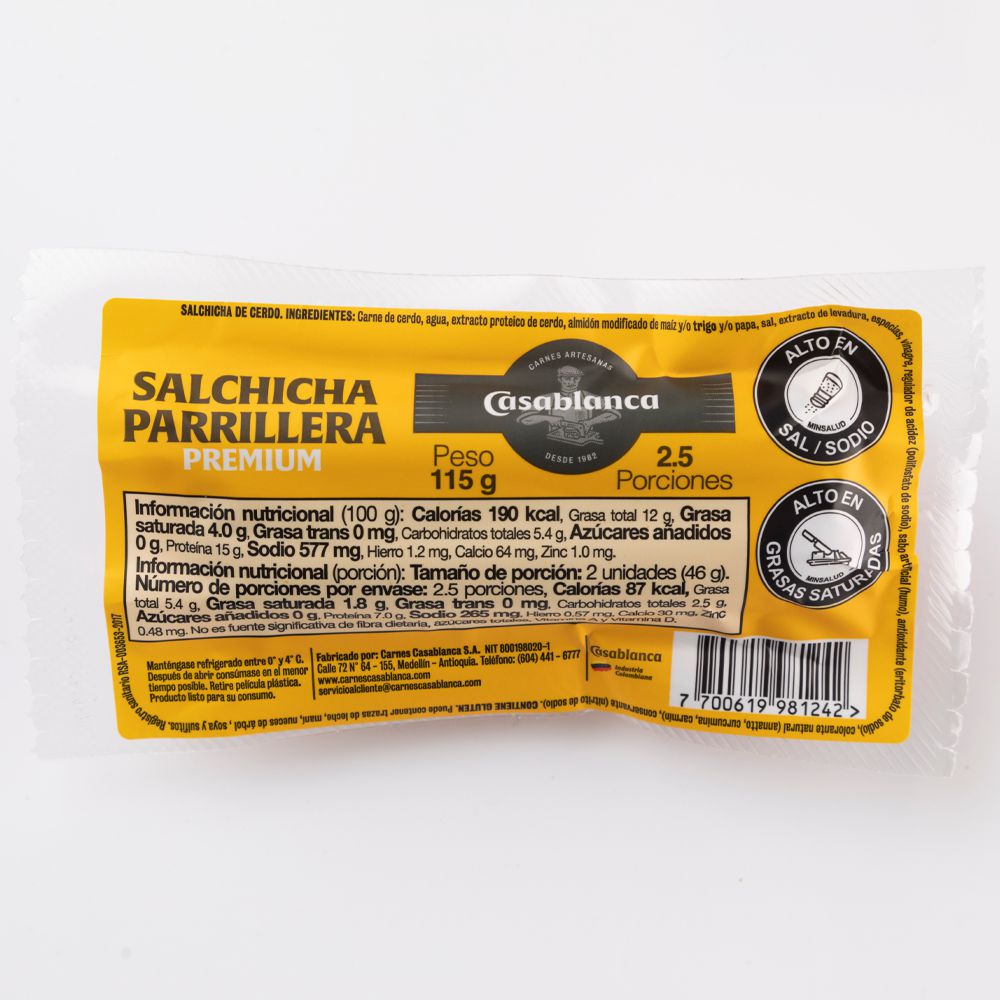 SALCHICHA DE CERDO. INGREDIENTES: Carne de cerdo, agua, extracto proteico de cerdo, almidón modificado de maíz y/o trigo y/o papa, sal, extracto de levadura, especias, vinagre, regulador de acidez (polifosfato de sodio), sabor artificial (humo), antioxidante (eritorbato de sodio), colorante natural (annatto, curcumina, carmín), conservante (nitrito de sodio). CONTIENE GLUTEN. Puede contener trazas de leche, maní, nueces de árbol, soya y sulfitos.
Registro sanitario RSA-003653-2017
SALCHICHA
PARRILLERA
PREMIUM
CARNES ARTESANAS
Casablanca
DESDE 1982
Peso
115 g
2.5
Porciones
ALTO EN
MINSALUD
SAL / SODIO
ALTO EN
MINSALUD
GRASAS SATURADAS
Información nutricional (100 g): Calorías 190 kcal, Grasa total 12 g, Grasa
saturada 4.0 g, Grasa trans 0 mg, Carbohidratos totales 5.4 g, Azúcares añadidos
0 g, Proteína 15 g, Sodio 577 mg, Hierro 1.2 mg, Calcio 64 mg, Zinc 1.0 mg.
Información nutricional (porción): Tamaño de porción: 2 unidades (46 g).
Número de porciones por envase: 2.5 porciones, Calorías 87 kcal, Grasa
total 5.4 g, Grasa saturada 1.8 g, Grasa trans 0 mg, Carbohidratos totales 2.5 g,
Azúcares añadidos 0 g, Proteína 7.0 g, Sodio 265 mg, Hierro 0.57 mg, Calcio 30 mg, Zinc
0.48 mg. No es fuente significativa de fibra dietaria, azúcares totales, Vitamina A y Vitamina D.
Manténgase refrigerado entre 0° y 4° C.
Después de abrir consúmase en el menor
tiempo posible. Retire película plástica.
Producto listo para su consumo.
Fabricado por: Carnes Casablanca S.A. NIT 800198020-1
Calle 72 N° 64 - 155, Medellín - Antioquia. Teléfono: (604) 441 - 6777
www.carnescasablanca.com
servicioalcliente@carnescasablanca.com
Casablanca
Industria
Colombiana
7 700619 981242 >